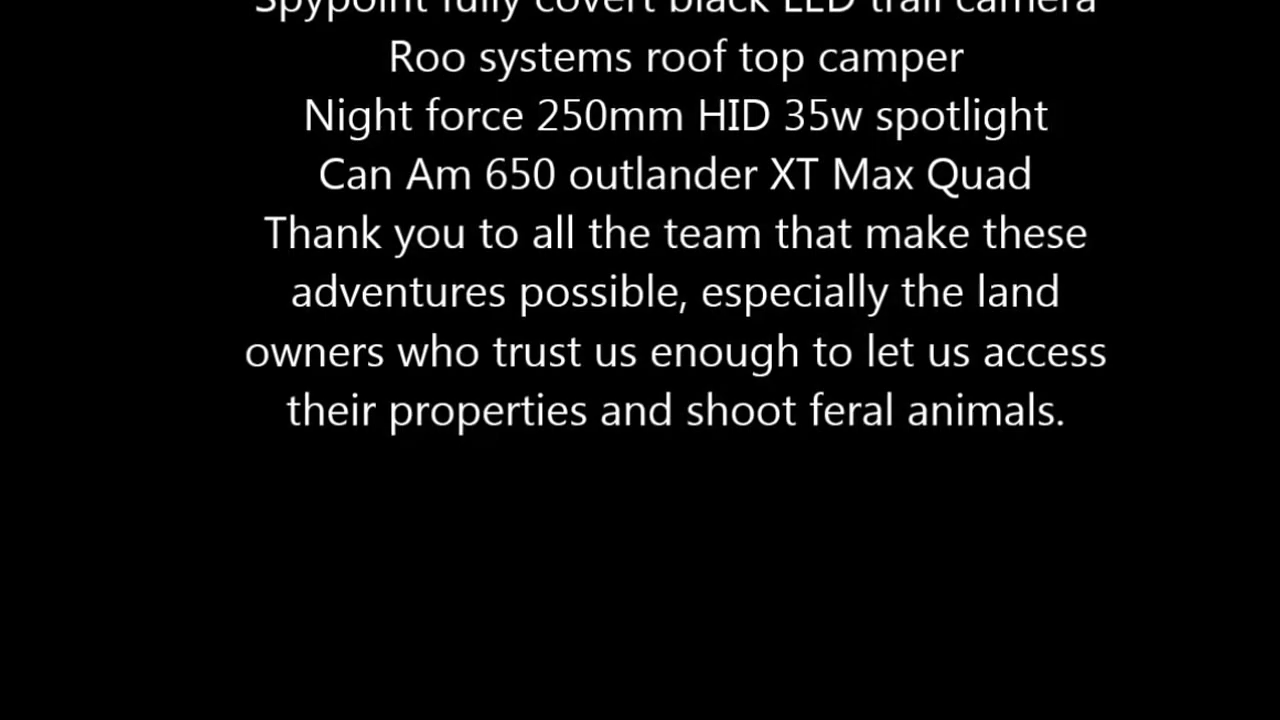 Spypoint fully covert black LED trail camera
Roo systems roof top camper
Night force 250mm HID 35w spotlight
Can Am 650 outlander XT Max Quad
Thank you to all the team that make these
adventures possible, especially the land
owners who trust us enough to let us access
their properties and shoot feral animals.